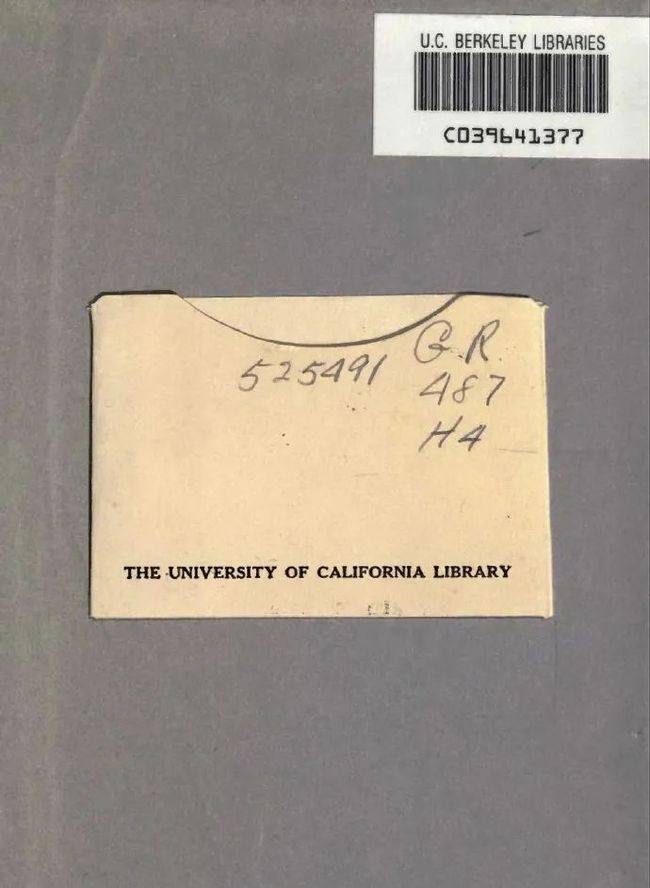 U.C. BERKELEY LIBRARIES
C039641377
G.R.
525491
487
H4
THE UNIVERSITY OF CALIFORNIA LIBRARY